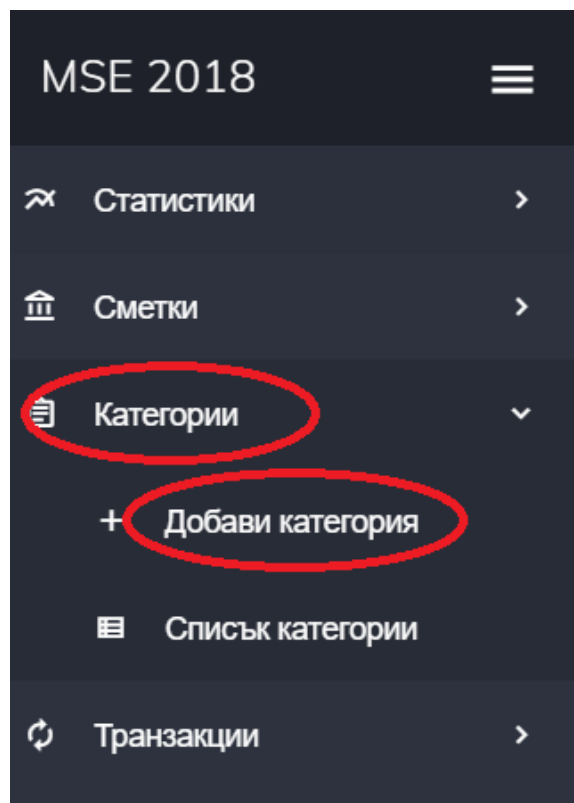 MSE 2018
Статистики
Сметки
Категории
Добави категория
Списък категории
Транзакции